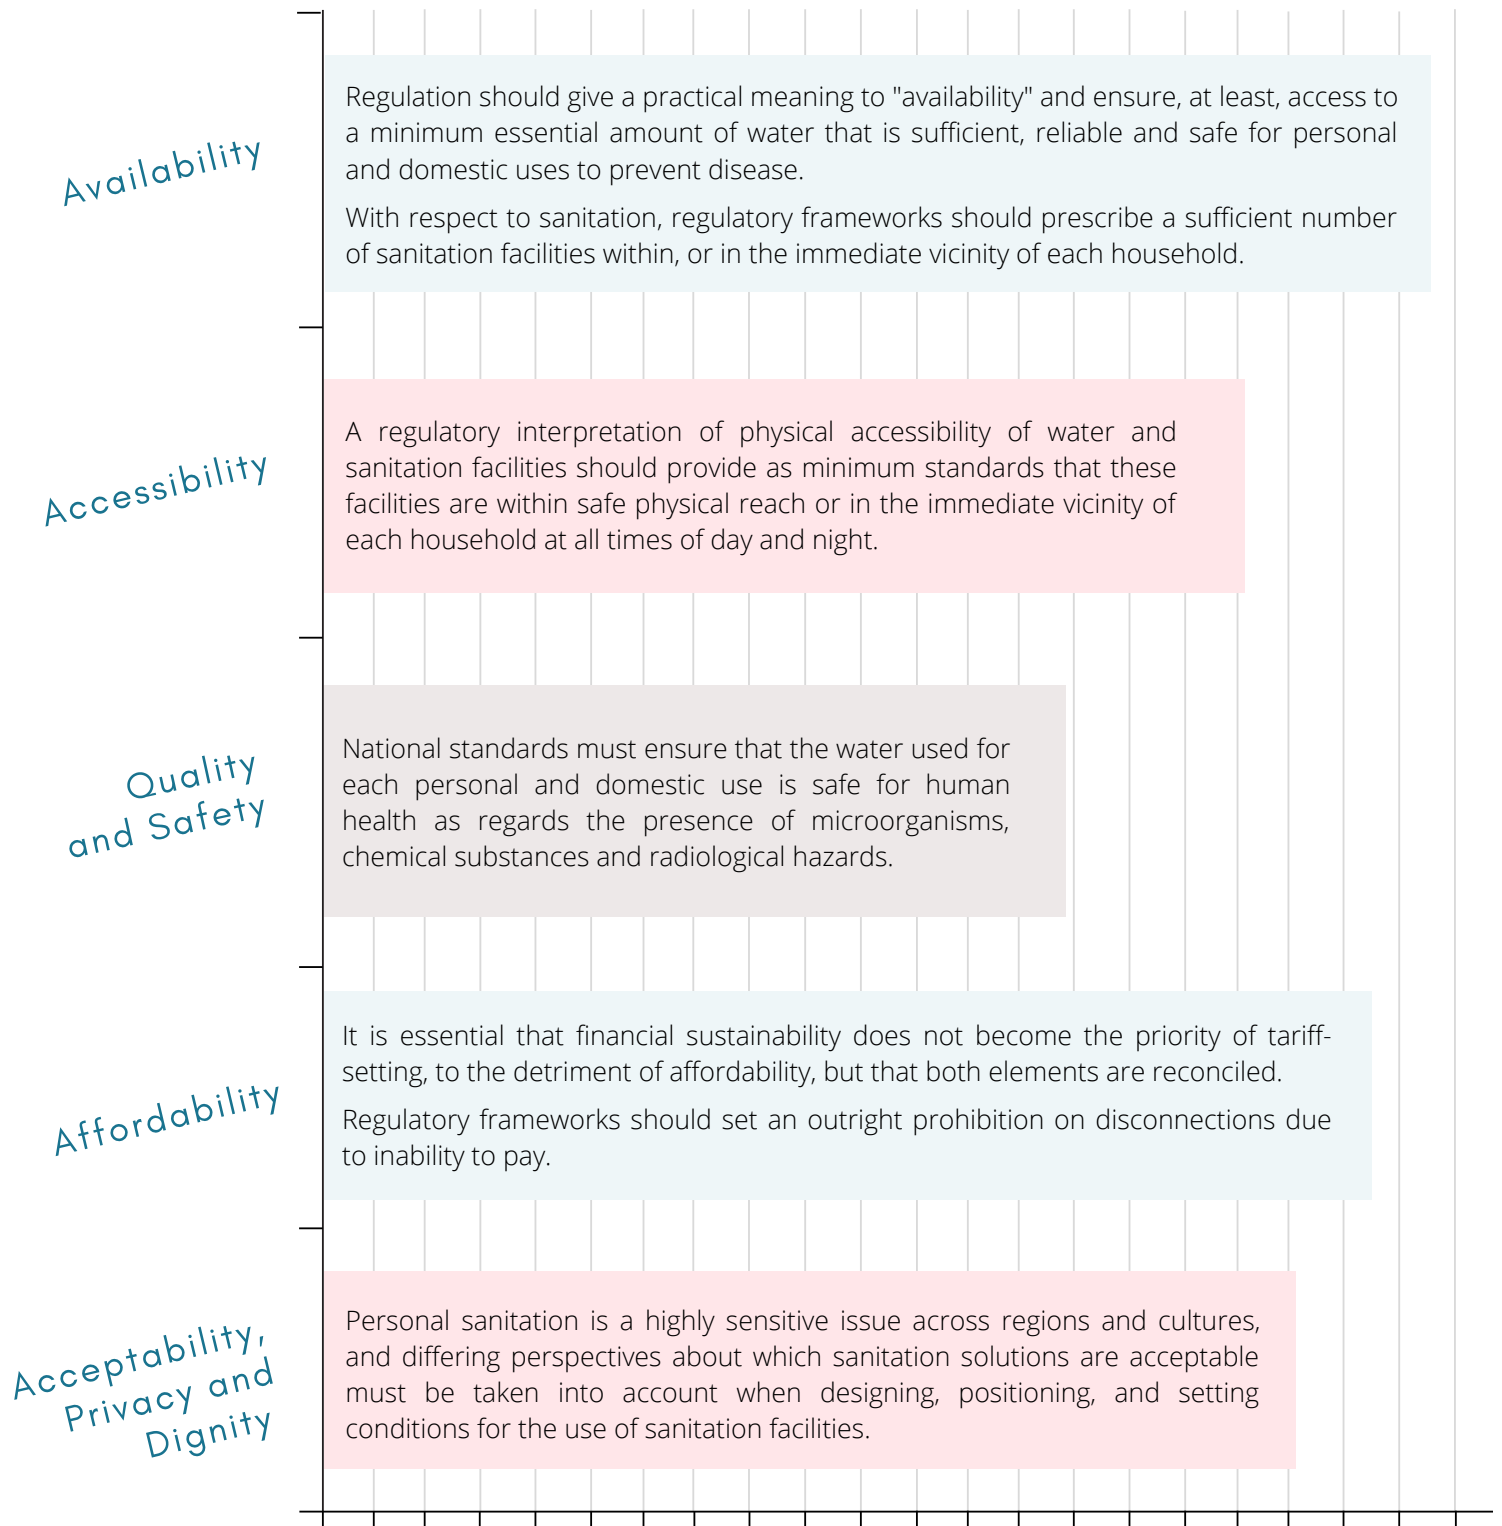 Availability
Regulation should give a practical meaning to "availability" and ensure, at least, access to
a minimum essential amount of water that is sufficient, reliable and safe for personal
and domestic uses to prevent disease.
With respect to sanitation, regulatory frameworks should prescribe a sufficient number
of sanitation facilities within, or in the immediate vicinity of each household.
Accessibility
A regulatory interpretation of physical accessibility of water and
sanitation facilities should provide as minimum standards that these
facilities are within safe physical reach or in the immediate vicinity of
each household at all times of day and night.
Quality
and Safety
National standards must ensure that the water used for
each personal and domestic use is safe for human
health as regards the presence of microorganisms,
chemical substances and radiological hazards.
Affordability
It is essential that financial sustainability does not become the priority of tariff-
setting, to the detriment of affordability, but that both elements are reconciled.
Regulatory frameworks should set an outright prohibition on disconnections due
to inability to pay.
Acceptability,
Privacy and
Dignity
Personal sanitation is a highly sensitive issue across regions and cultures,
and differing perspectives about which sanitation solutions are acceptable
must be taken into account when designing, positioning, and setting
conditions for the use of sanitation facilities.